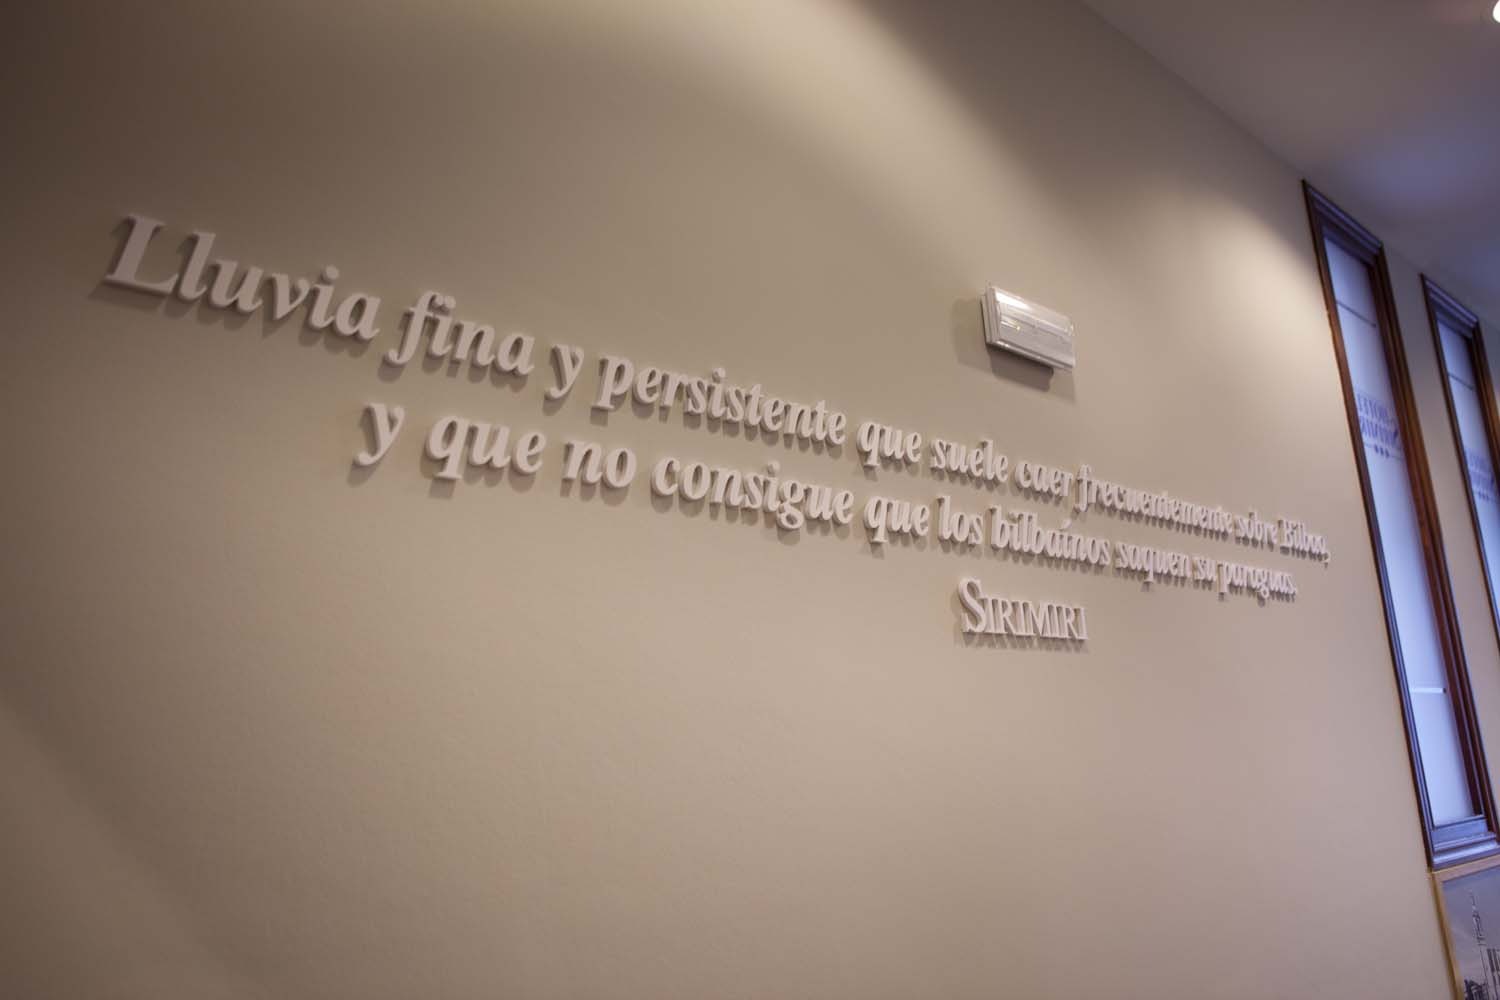 Lluvia fina y persistente que suele caer frecuentemente sobre Bilbao,
y que no consigue que los bilbaínos saquen su paraguas.
SIRIMIRI